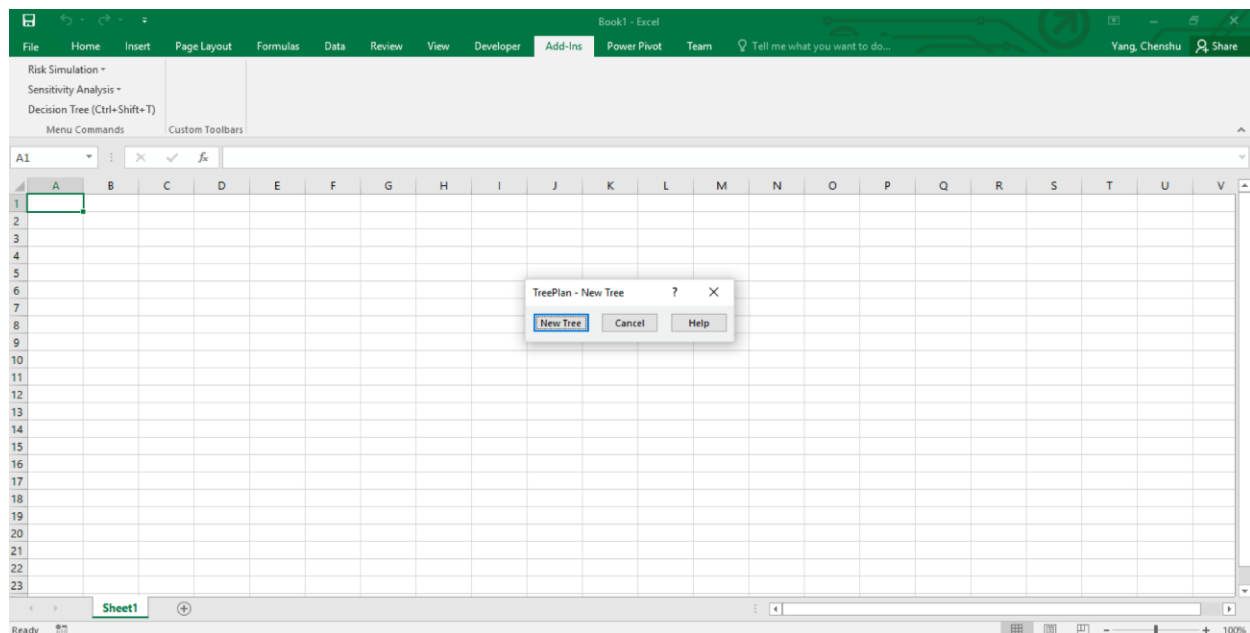 Book1 - Excel
File Home Insert Page Layout Formulas Data Review View Developer Add-Ins Power Pivot Team Tell me what you want to do... Yang, Chenshu Share
Risk Simulation
Sensitivity Analysis
Decision Tree (Ctrl+Shift+T)
Menu Commands Custom Toolbars
A1 fx
A B C D E F G H I J K L M N O P Q R S T U V
1
2
3
4
5
6
TreePlan - New Tree ? X
7
8
New Tree Cancel Help
9
10
11
12
13
14
15
16
17
18
19
20
21
22
23
Sheet1
Ready 100%